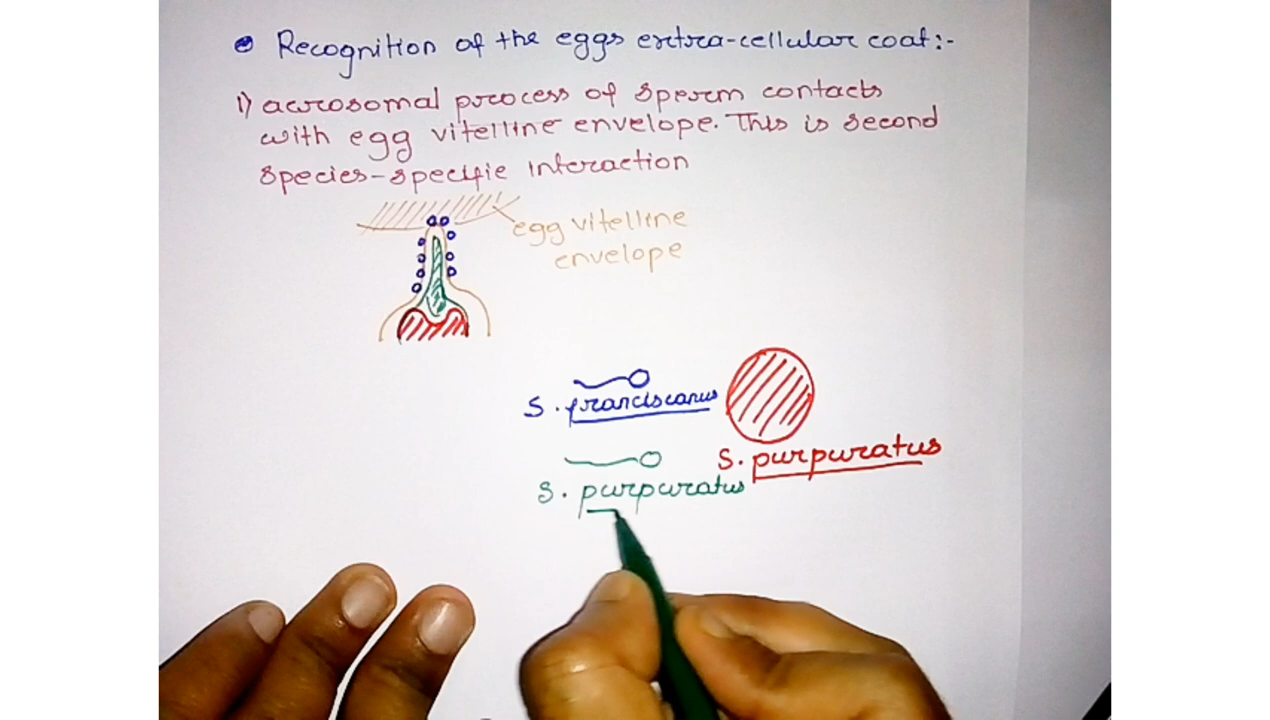 Recognition of the eggs extra-cellular coat:-
1) acrosomal process of sperm contacts
with egg vitelline envelope. This is second
species-specific interaction
egg vitelline
envelope
S. franciscanus
S. purpuratus
S. purpuratus